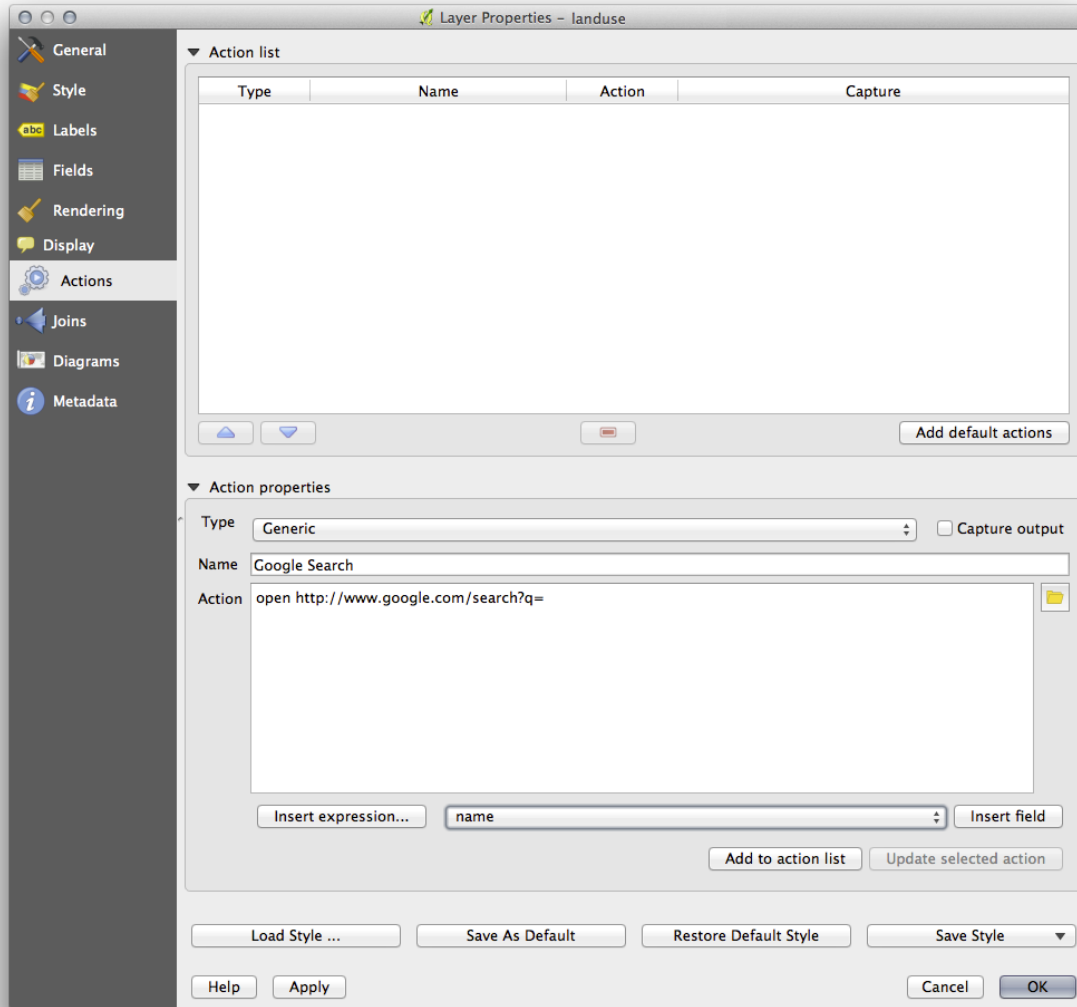 Layer Properties - landuse
General
Style
abc Labels
Fields
Rendering
Display
Actions
Joins
Diagrams
i Metadata
Action list
Type Name Action Capture
Add default actions
Action properties
Type Generic Capture output
Name Google Search
Action open http://www.google.com/search?q=
Insert expression... name Insert field
Add to action list Update selected action
Load Style ... Save As Default Restore Default Style Save Style
Help Apply Cancel OK